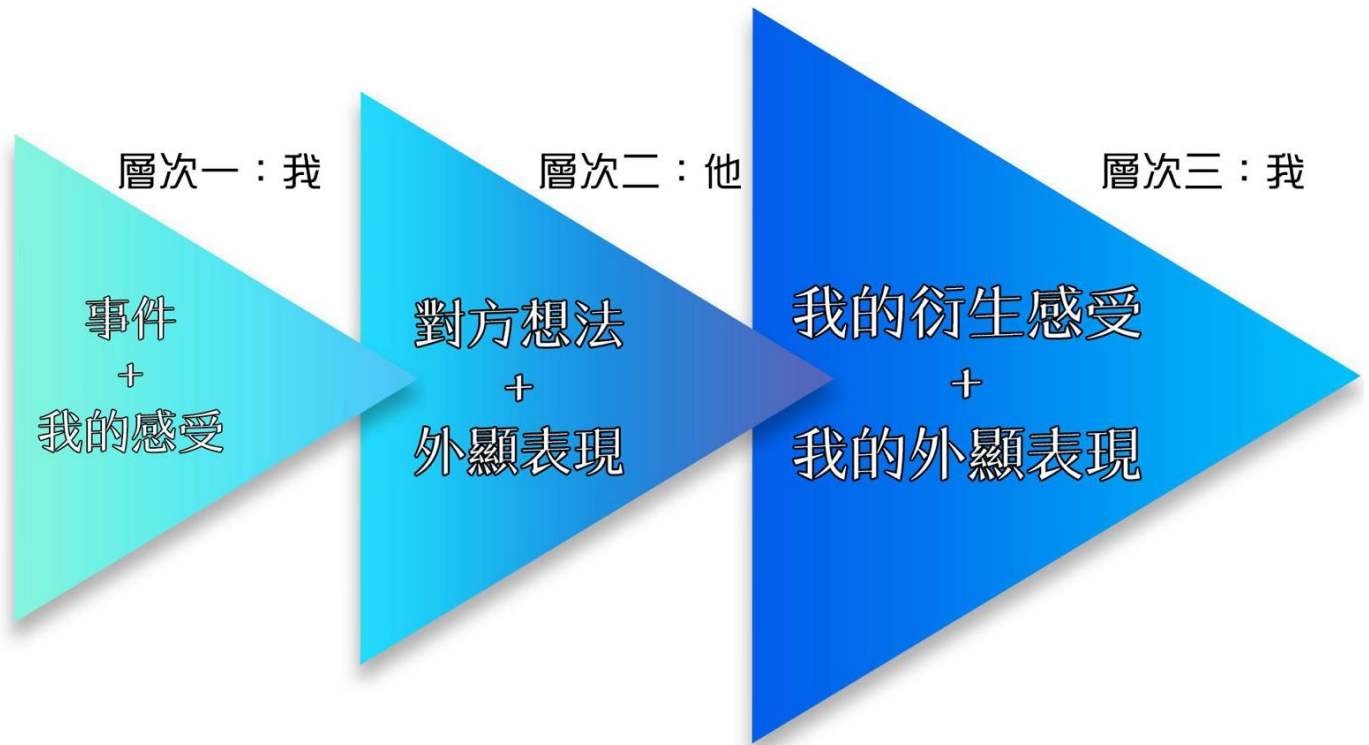 層次一：我
事件
+
我的感受
層次二：他
對方想法
+
外顯表現
層次三：我
我的衍生感受
+
我的外顯表現